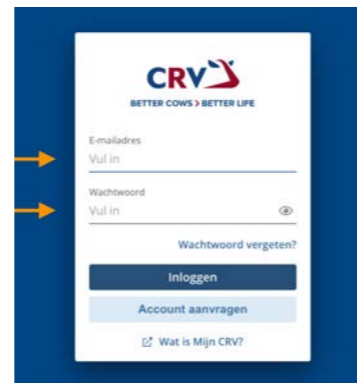 CRV
BETTER COWS > BETTER LIFE
E-mailadres
Vul in
Wachtwoord
Vul in
Wachtwoord vergeten?
Inloggen
Account aanvragen
Wat is Mijn CRV?